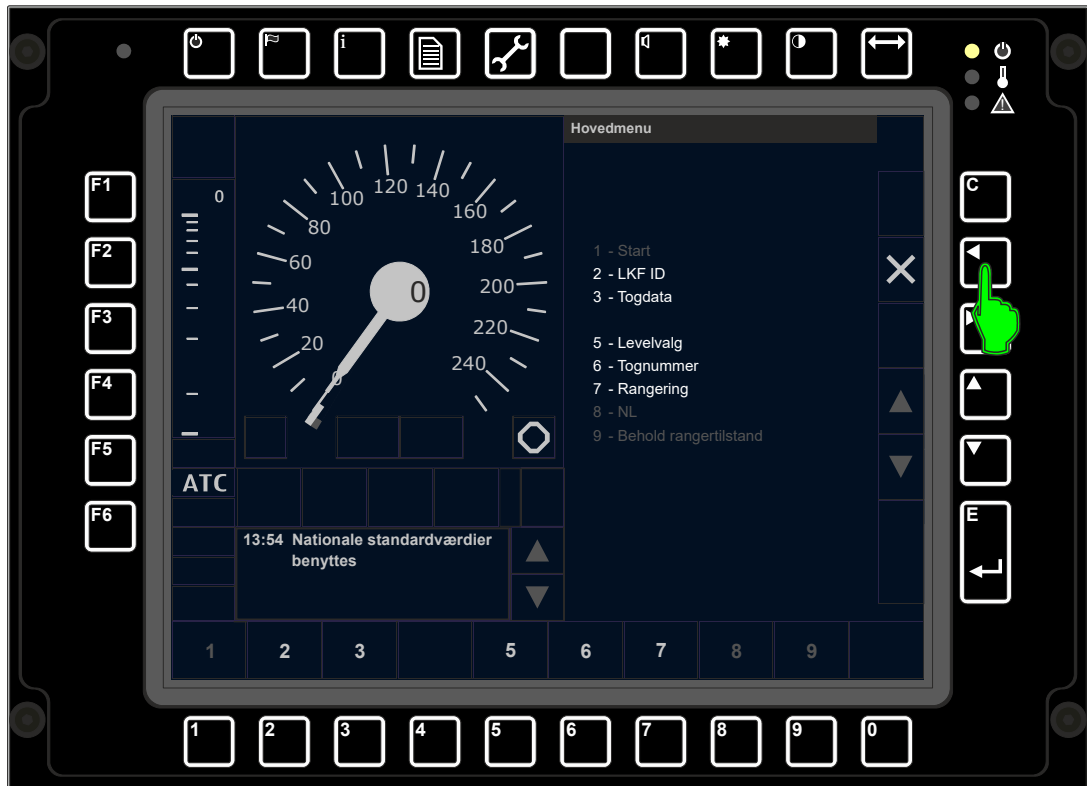 i
Hovedmenu
F1
F2
F3
F4
F5
F6
0
0
20
40
60
80
100
120
140
160
180
200
220
240
0
1 - Start
2 - LKF ID
3 - Togdata
5 - Levelvalg
6 - Tognummer
7 - Rangering
8 - NL
9 - Behold rangertilstand
C
E
ATC
13:54 Nationale standardværdier
benyttes
1 2 3 5 6 7 8 9
1 2 3 4 5 6 7 8 9 0